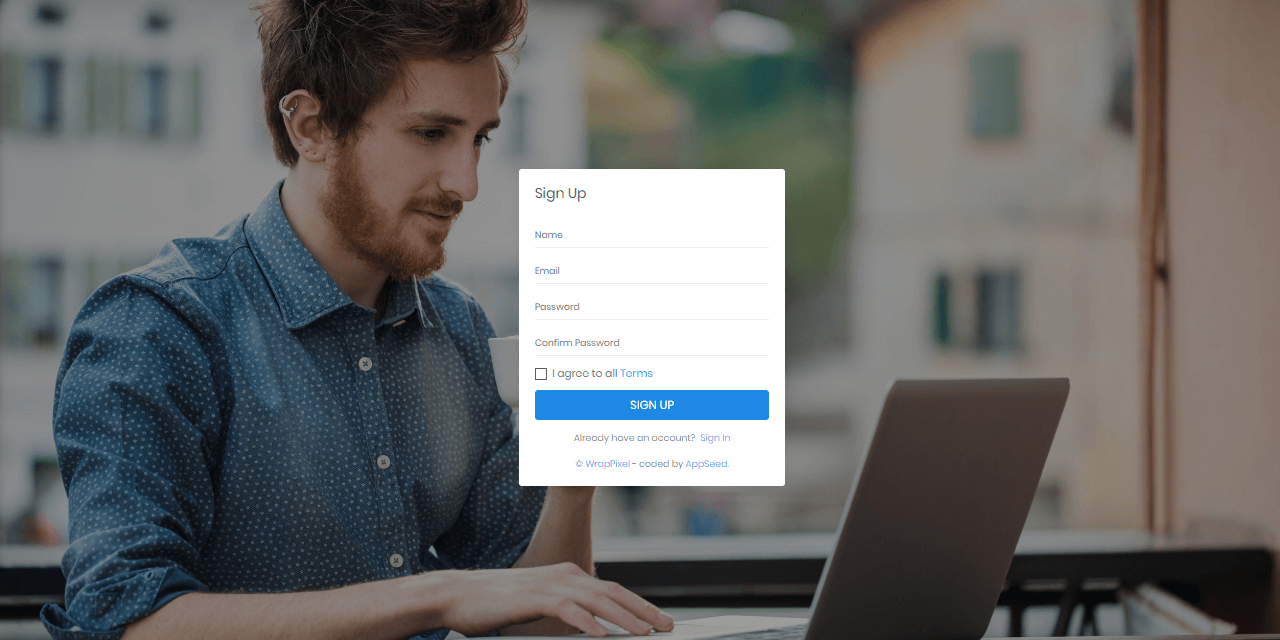 Sign Up
Name
Email
Password
Confirm Password
I agree to all Terms
SIGN UP
Already have an account? Sign In
© WrapPixel - coded by AppSeed.